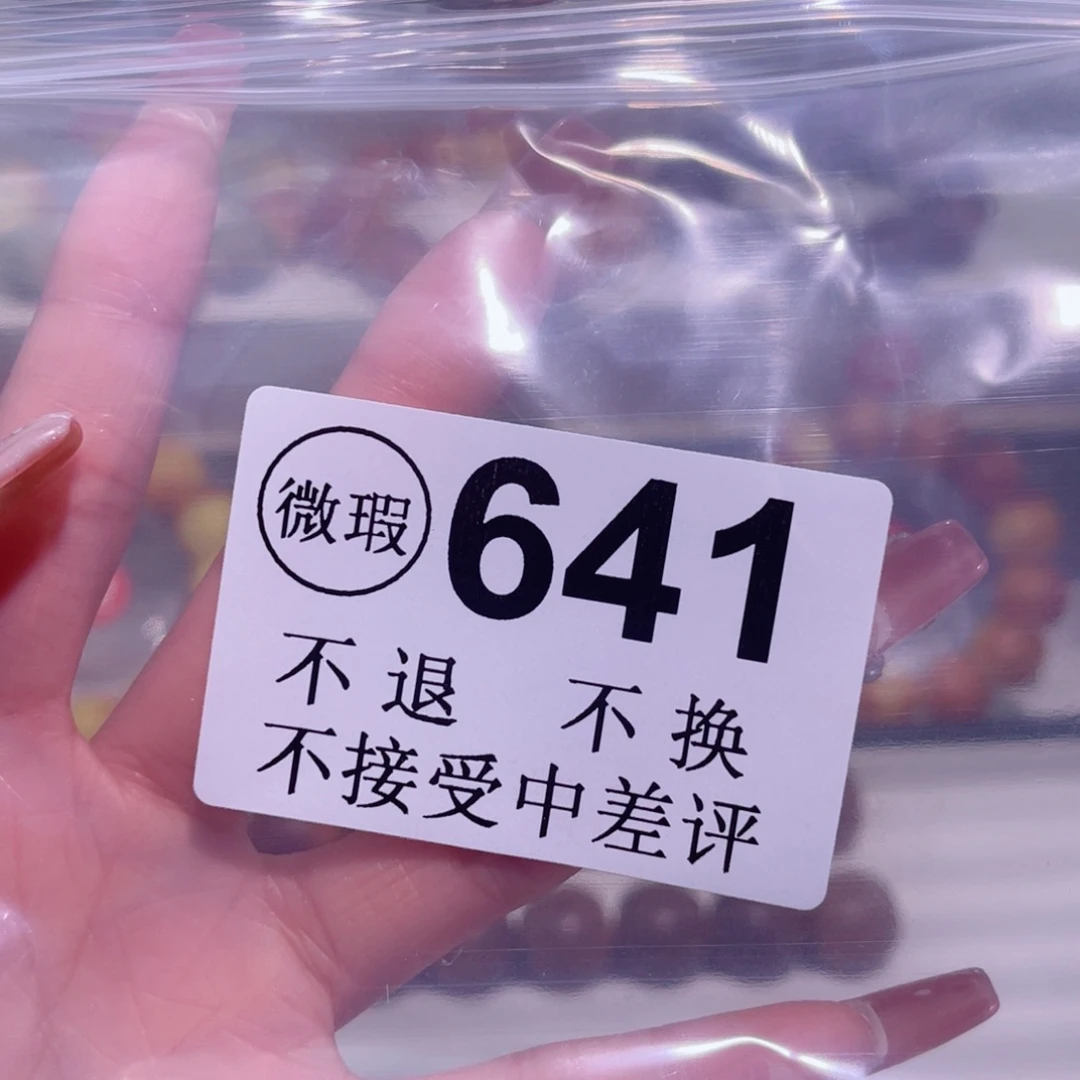 微瑕 641
不退 不换
不接受中差评